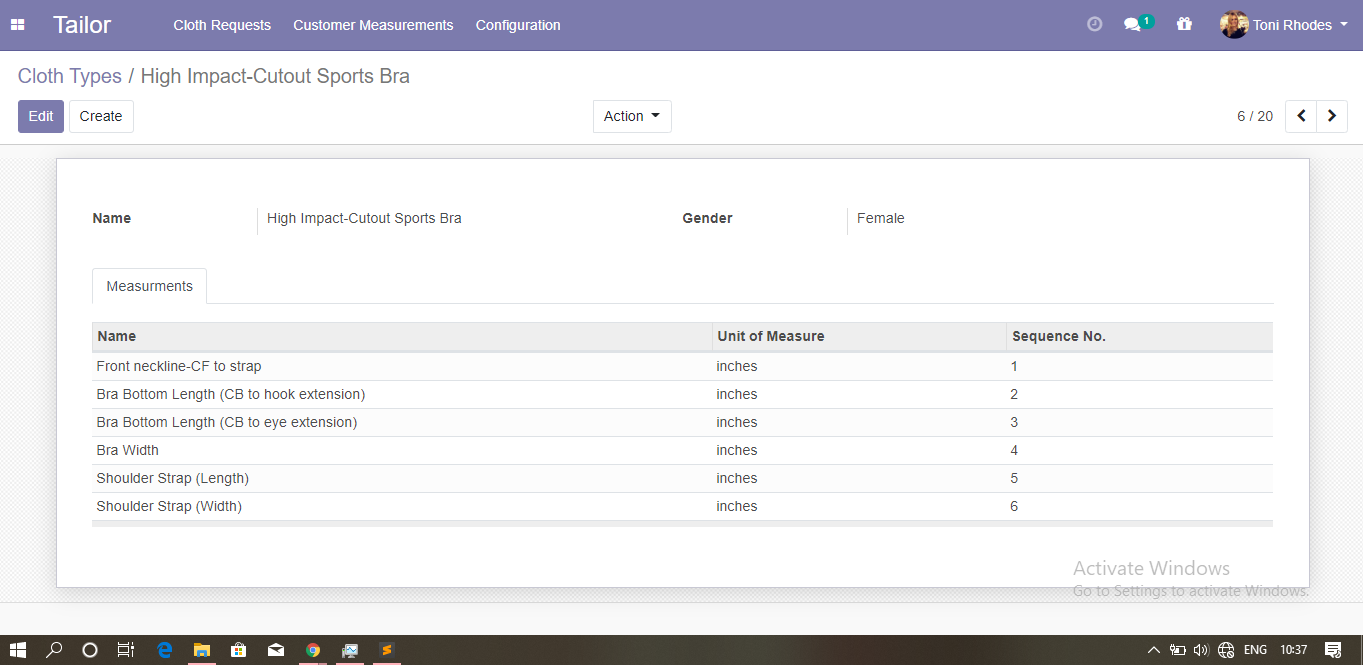 Tailor Cloth Requests Customer Measurements Configuration 1 Toni Rhodes
Cloth Types / High Impact-Cutout Sports Bra
Edit Create Action 6 / 20
Name High Impact-Cutout Sports Bra Gender Female
Measurments
Name Unit of Measure Sequence No.
Front neckline-CF to strap inches 1
Bra Bottom Length (CB to hook extension) inches 2
Bra Bottom Length (CB to eye extension) inches 3
Bra Width inches 4
Shoulder Strap (Length) inches 5
Shoulder Strap (Width) inches 6
Activate Windows
Go to Settings to activate Windows.
ENG 10:37